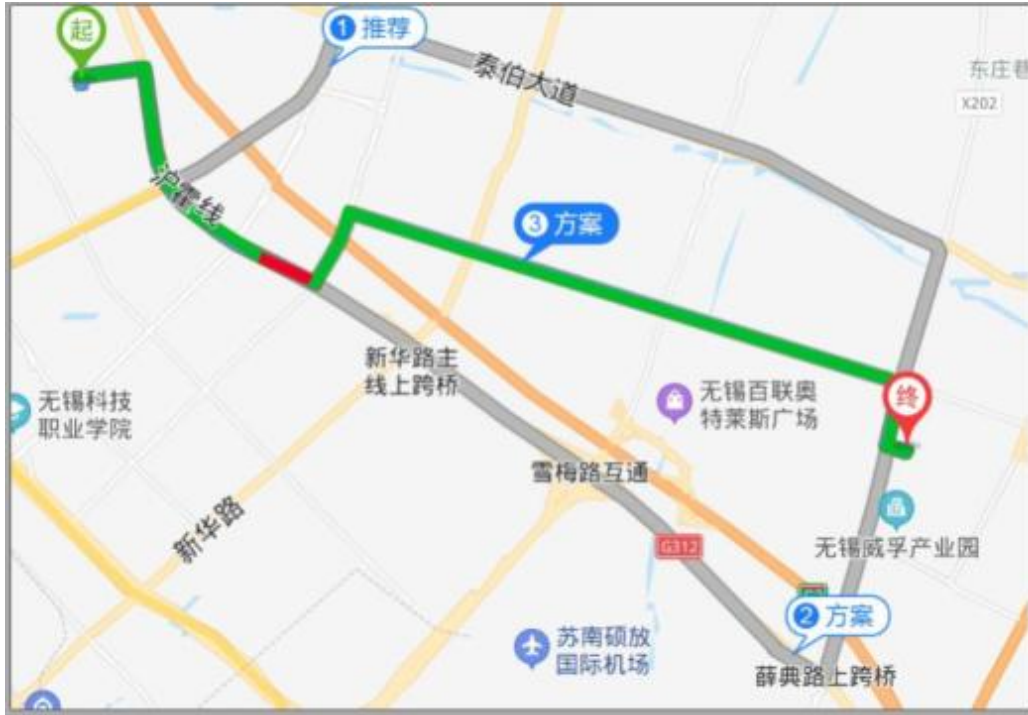 起
1 推荐
泰伯大道
东庄巷
X202
沪霍线
3 方案
新华路主
线上跨桥
无锡科技
职业学院
无锡百联奥
特莱斯广场
终
雪梅路互通
新华路
G312
无锡威孚产业园
2 方案
苏南硕放
国际机场
薛典路上跨桥